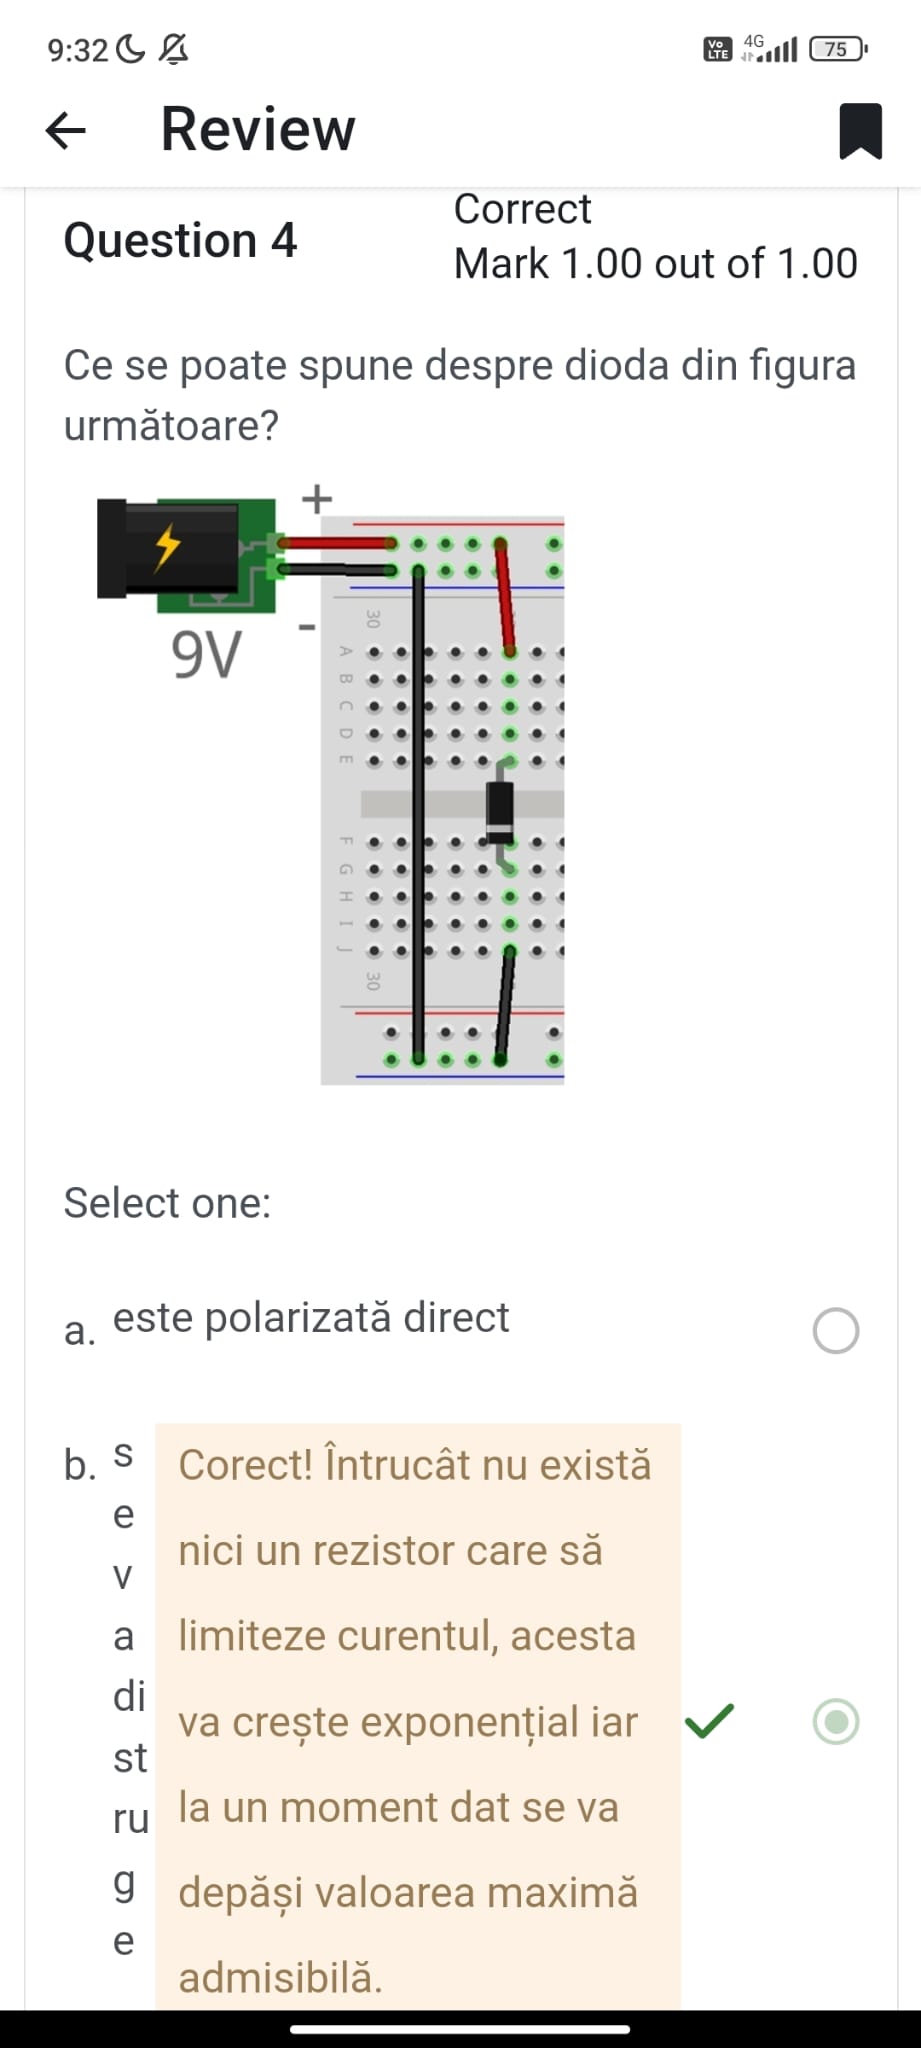 9:32
Vo LTE 4G 75
Review
Question 4
Correct
Mark 1.00 out of 1.00
Ce se poate spune despre dioda din figura
următoare?
+
-
9V
30
A
B
C
D
E
F
G
H
I
J
30
Select one:
a. este polarizată direct
b. s
e
v
a
di
st
ru
g
e
Corect! Întrucât nu există
nici un rezistor care să
limiteze curentul, acesta
va crește exponențial iar
la un moment dat se va
depăși valoarea maximă
admisibilă.